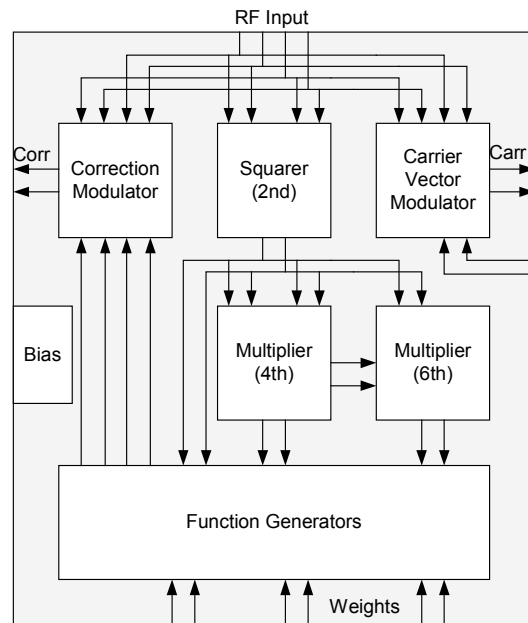 RF Input
Corr
Correction
Modulator
Squarer
(2nd)
Carrier
Vector
Modulator
Carr
Bias
Multiplier
(4th)
Multiplier
(6th)
Function Generators
Weights